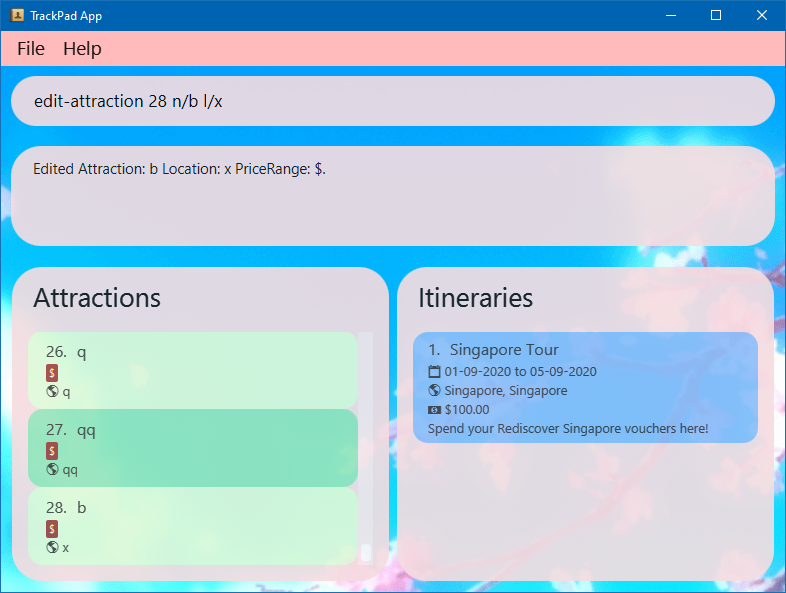 TrackPad App
File Help
edit-attraction 28 n/b l/x
Edited Attraction: b Location: x PriceRange: $.
Attractions
26. q
$
q
27. qq
$
qq
28. b
$
x
Itineraries
1. Singapore Tour
01-09-2020 to 05-09-2020
Singapore, Singapore
$100.00
Spend your Rediscover Singapore vouchers here!